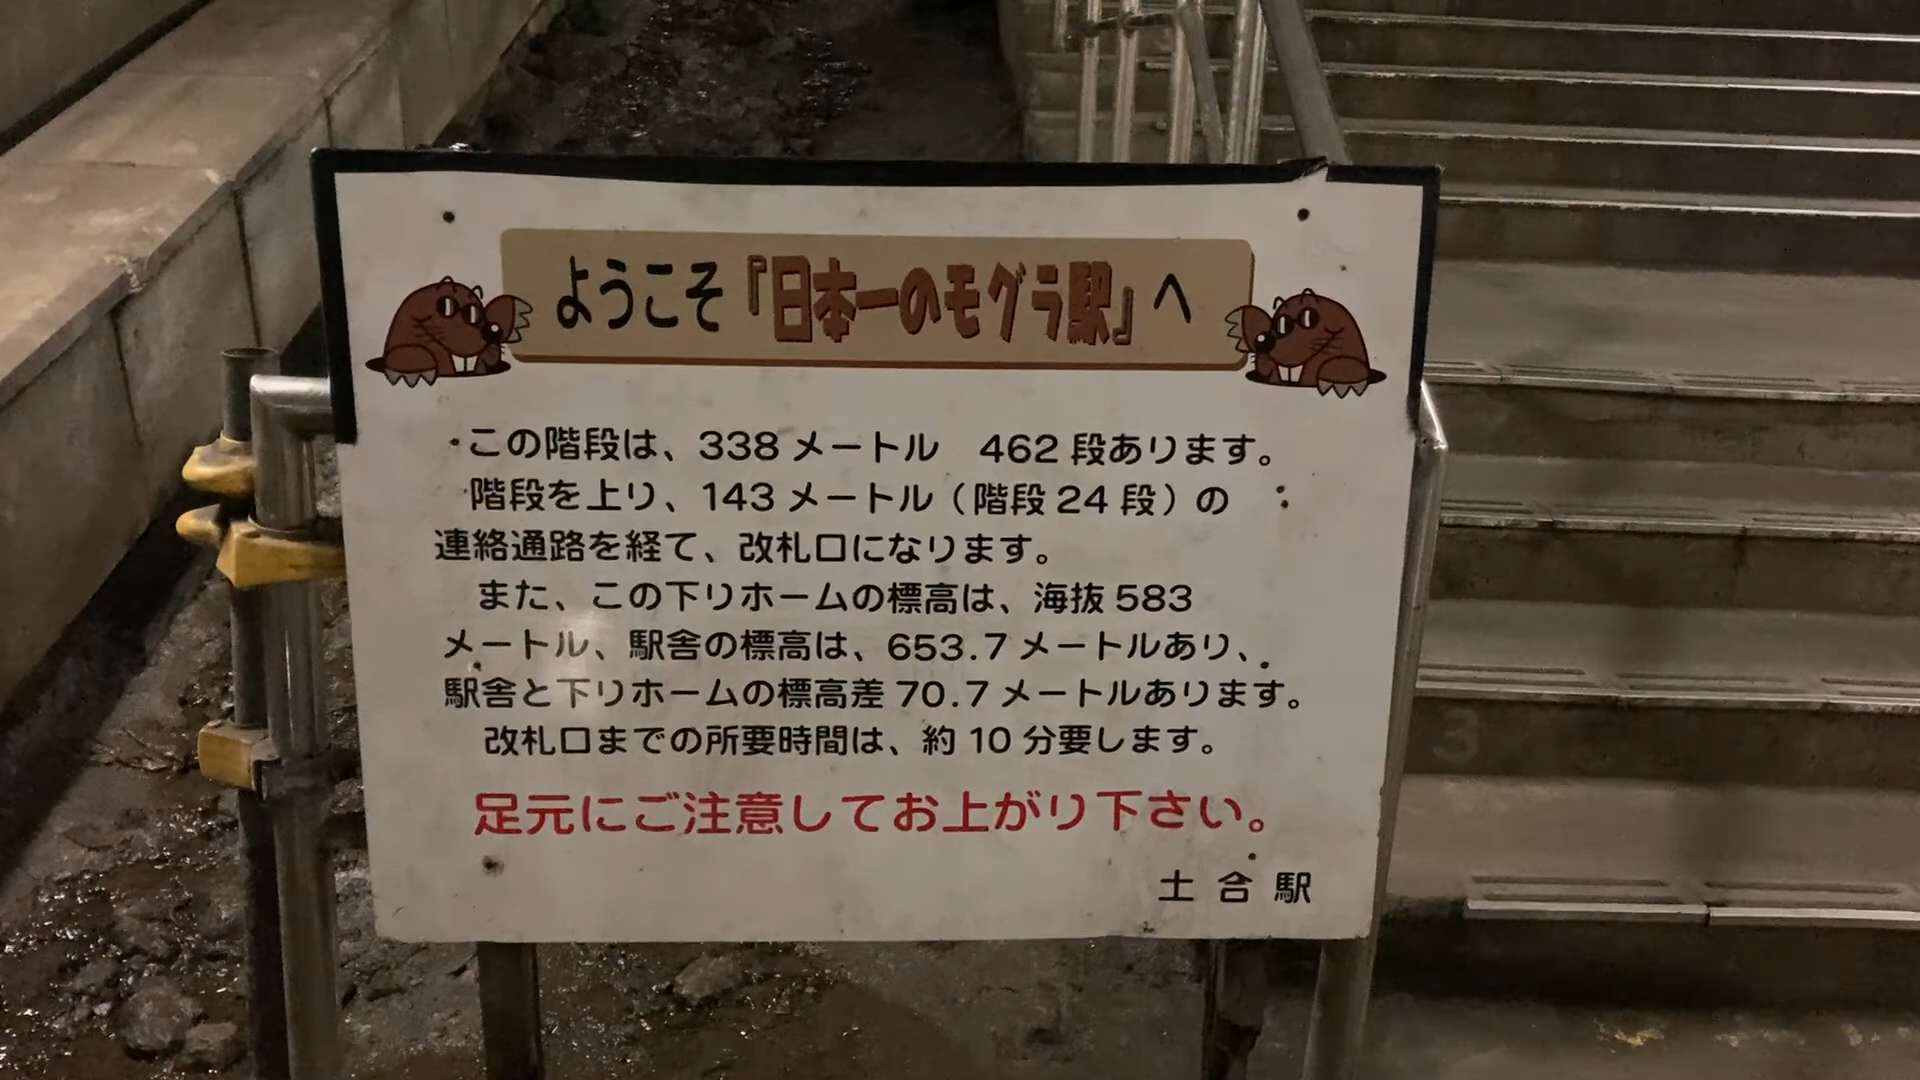 ようこそ『日本一のモグラ駅』へ
・この階段は、338メートル　462段あります。
階段を上り、143メートル（階段24段）の
連絡通路を経て、改札口になります。
また、この下りホームの標高は、海抜583
メートル、駅舎の標高は、653.7メートルあり、
駅舎と下りホームの標高差70.7メートルあります。
改札口までの所要時間は、約10分要します。
足元にご注意してお上がり下さい。
土合駅
3